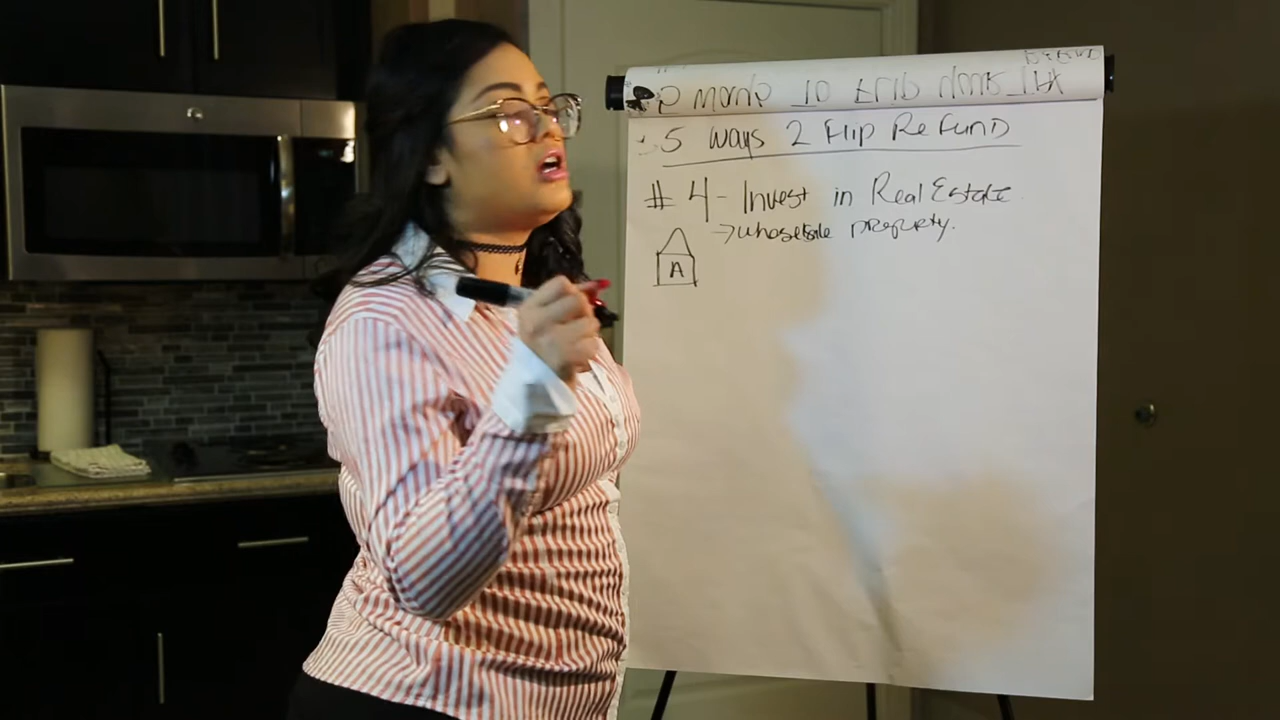 5 Ways 2 Flip Refund
# 4 - Invest in Real Estate
→ wholesale property.
A